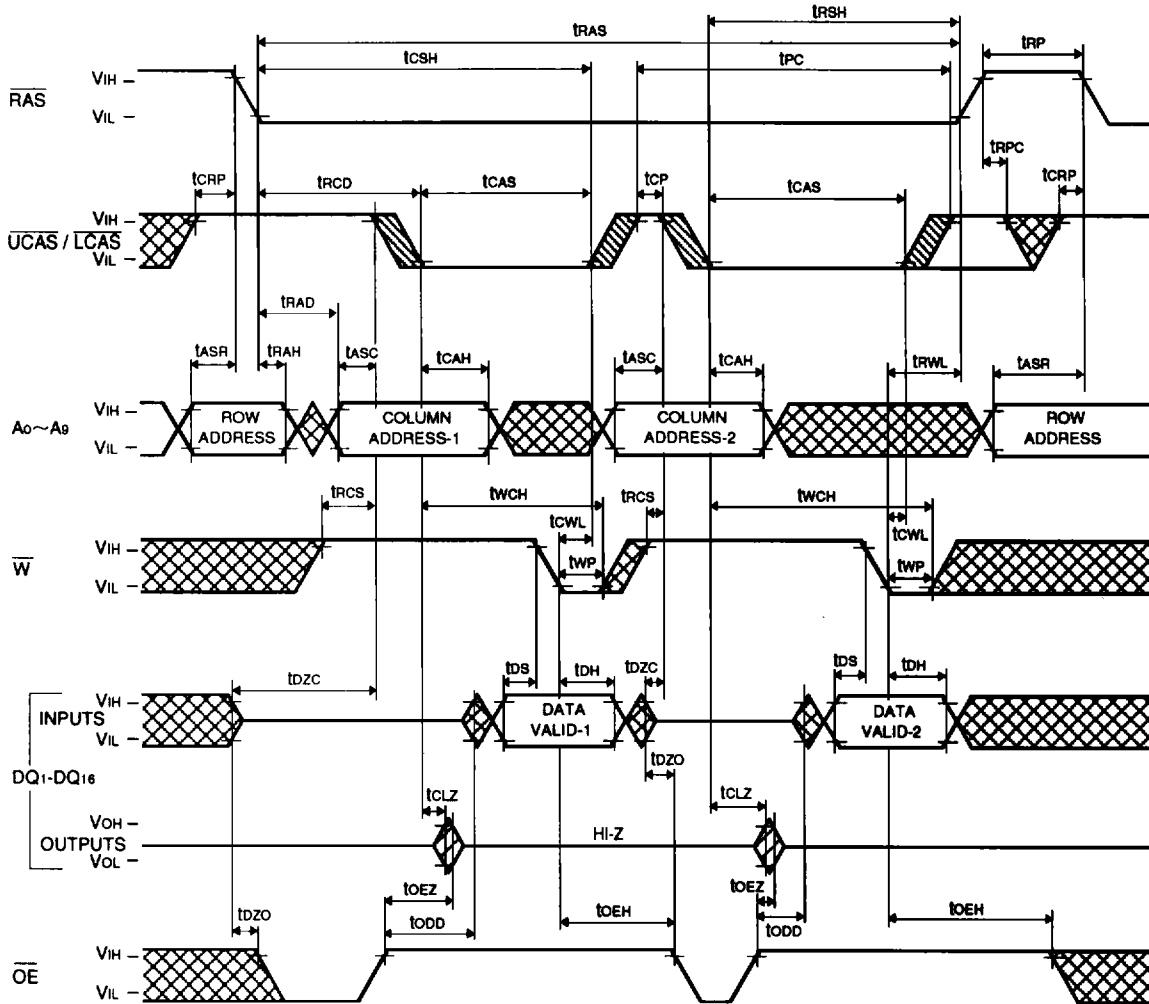 tRSH
tRAS
tRP
tCSH
tPC
VIH
RAS
VIL
tRPC
tCRP
tRCD
tCAS
tCP
tCAS
tCRP
VIH
UCAS / LCAS
VIL
tRAD
tASR
tRAH
tASC
tCAH
tASC
tCAH
tRWL
tASR
VIH
A0~A9
VIL
ROW ADDRESS
COLUMN ADDRESS-1
COLUMN ADDRESS-2
ROW ADDRESS
tRCS
tWCH
tRCS
tWCH
tCWL
tCWL
VIH
W
VIL
tWP
tWP
tDS
tDH
tDZC
tDS
tDH
tDZC
VIH
INPUTS
VIL
DATA VALID-1
DATA VALID-2
DQ1-DQ16
tDZO
tCLZ
tCLZ
VOH
OUTPUTS
VOL
HI-Z
tOEZ
tOEZ
tDZO
tODD
tOEH
tODD
tOEH
VIH
OE
VIL